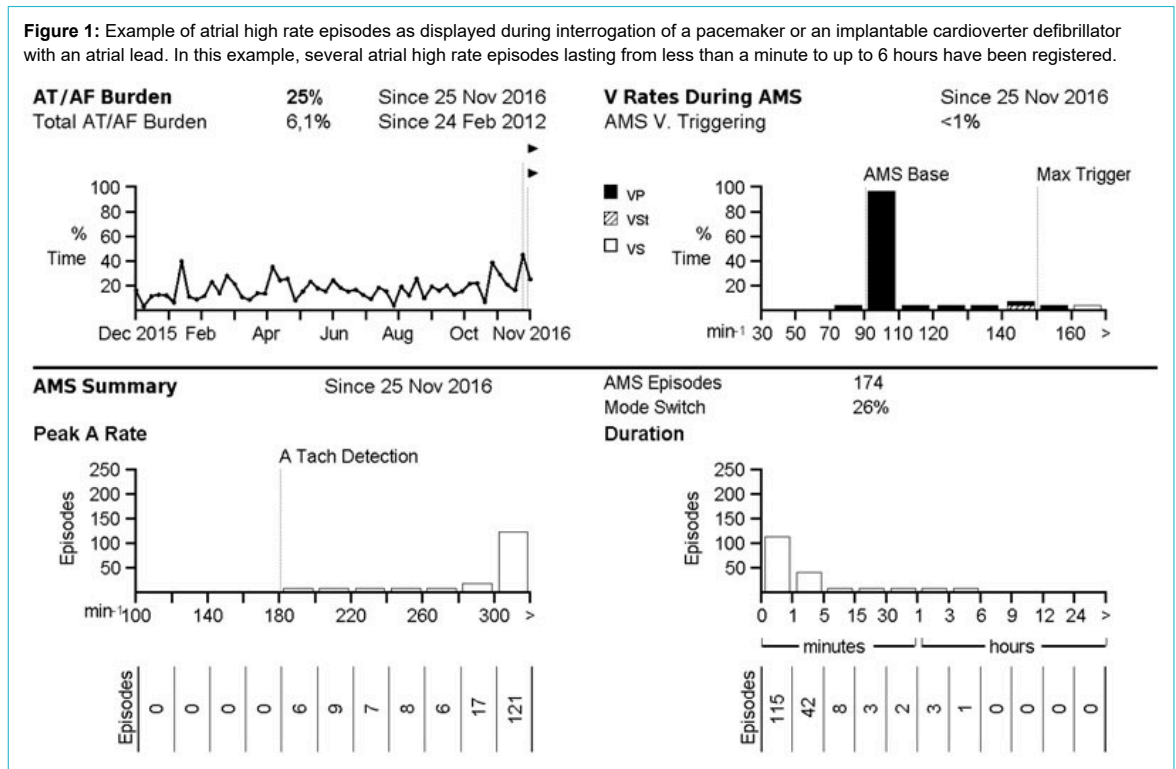 Figure 1: Example of atrial high rate episodes as displayed during interrogation of a pacemaker or an implantable cardioverter defibrillator
with an atrial lead. In this example, several atrial high rate episodes lasting from less than a minute to up to 6 hours have been registered.
AT/AF Burden 25% Since 25 Nov 2016
Total AT/AF Burden 6,1% Since 24 Feb 2012
% Time
100
80
60
40
20
Dec 2015 Feb Apr Jun Aug Oct Nov 2016
V Rates During AMS Since 25 Nov 2016
AMS V. Triggering <1%
AMS Base Max Trigger
VP
VSt
VS
% Time
100
80
60
40
20
min-1 30 50 70 90 110 120 140 160 >
AMS Summary Since 25 Nov 2016
Peak A Rate
A Tach Detection
Episodes
250
200
150
100
50
min-1 100 140 180 220 260 300 >
Episodes 0 0 0 0 6 9 7 8 6 17 121
AMS Episodes 174
Mode Switch 26%
Duration
Episodes
250
200
150
100
50
0 1 5 15 30 1 3 6 9 12 24 >
minutes hours
Episodes 115 42 8 3 2 3 1 0 0 0 0